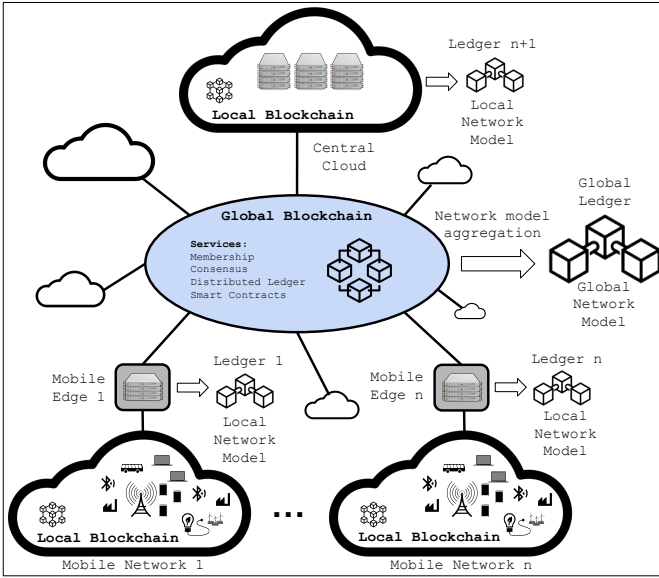 Ledger n+1
Local
Network
Model
Local Blockchain
Central
Cloud
Global Blockchain
Services:
Membership
Consensus
Distributed Ledger
Smart Contracts
Network model
aggregation
Global
Ledger
Global
Network
Model
Mobile
Edge 1
Ledger 1
Local
Network
Model
Mobile
Edge n
Ledger n
Local
Network
Model
Local Blockchain
Mobile Network 1
...
Local Blockchain
Mobile Network n